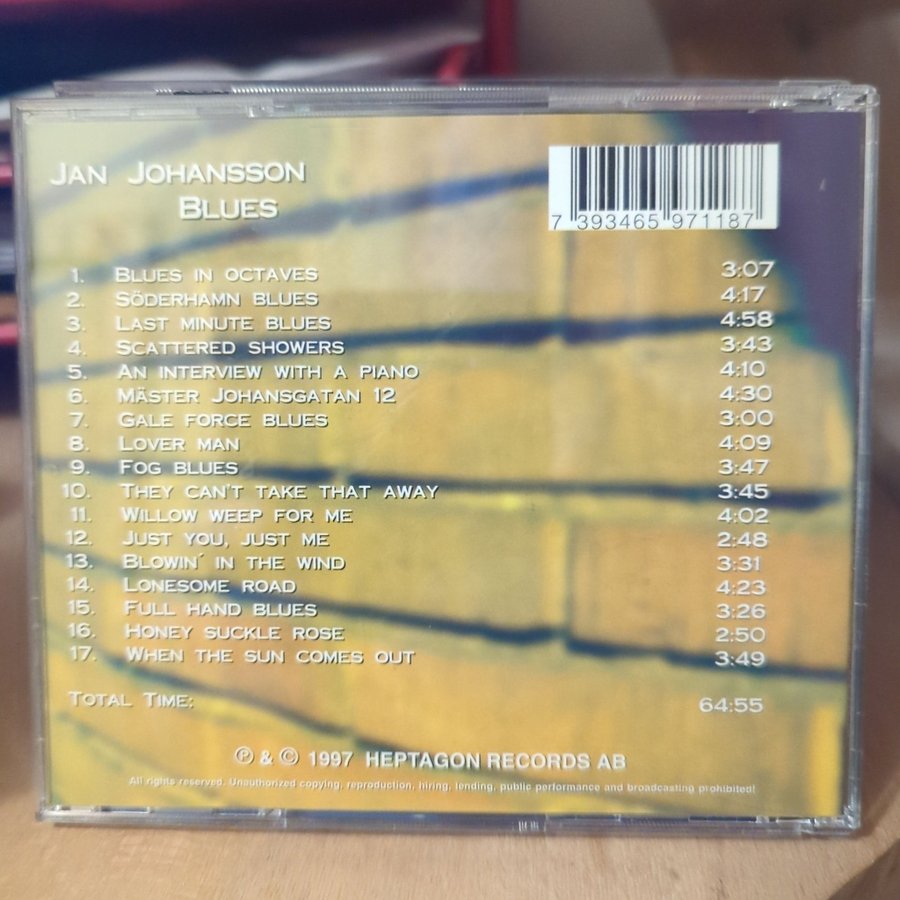 Jan Johansson
Blues
7 393465 971187
1. Blues in octaves 3:07
2. Söderhamn blues 4:17
3. Last minute blues 4:58
4. Scattered showers 3:43
5. An interview with a piano 4:10
6. Mäster Johansgatan 12 4:30
7. Gale force blues 3:00
8. Lover man 4:09
9. Fog blues 3:47
10. They can't take that away 3:45
11. Willow weep for me 4:02
12. Just you, just me 2:48
13. Blowin´ in the wind 3:31
14. Lonesome road 4:23
15. Full hand blues 3:26
16. Honey suckle rose 2:50
17. When the sun comes out 3:49
Total Time: 64:55
℗ & © 1997 HEPTAGON RECORDS AB
All rights reserved. Unauthorized copying, reproduction, hiring, lending, public performance and broadcasting prohibited!